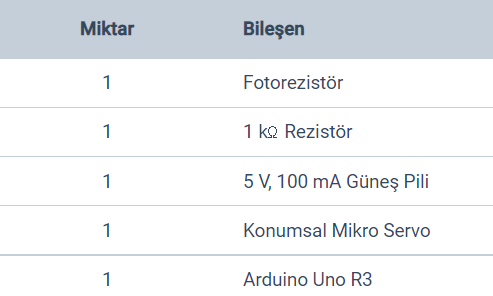 Miktar Bileşen
1 Fotorezistör
1 1 kΩ Rezistör
1 5 V, 100 mA Güneş Pili
1 Konumsal Mikro Servo
1 Arduino Uno R3